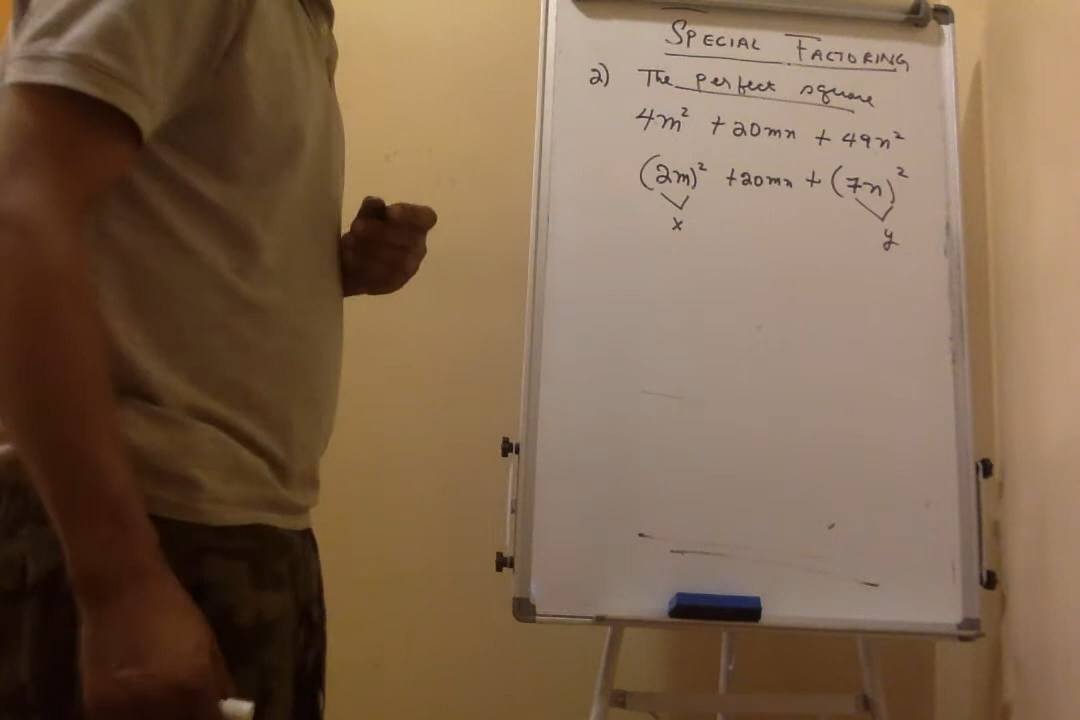 SPECIAL FACTORING
2) The perfect square
4m² + 20mn + 49n²
(2m)² + 20mn + (7n)²
x y